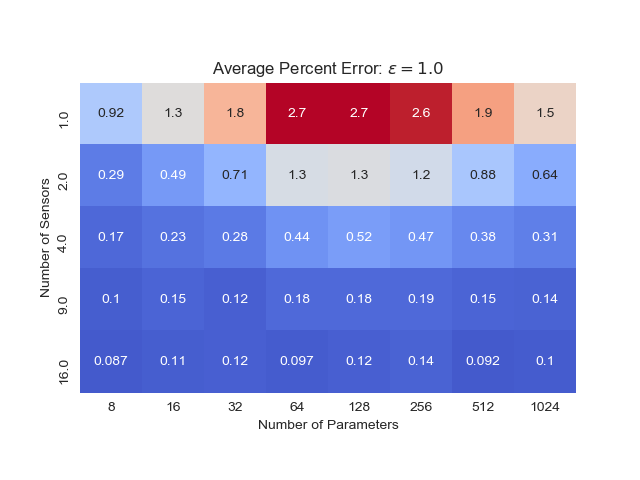 Average Percent Error: ε = 1.0
Number of Sensors
1.0 0.92 1.3 1.8 2.7 2.7 2.6 1.9 1.5
2.0 0.29 0.49 0.71 1.3 1.3 1.2 0.88 0.64
4.0 0.17 0.23 0.28 0.44 0.52 0.47 0.38 0.31
9.0 0.1 0.15 0.12 0.18 0.18 0.19 0.15 0.14
16.0 0.087 0.11 0.12 0.097 0.12 0.14 0.092 0.1
8 16 32 64 128 256 512 1024
Number of Parameters